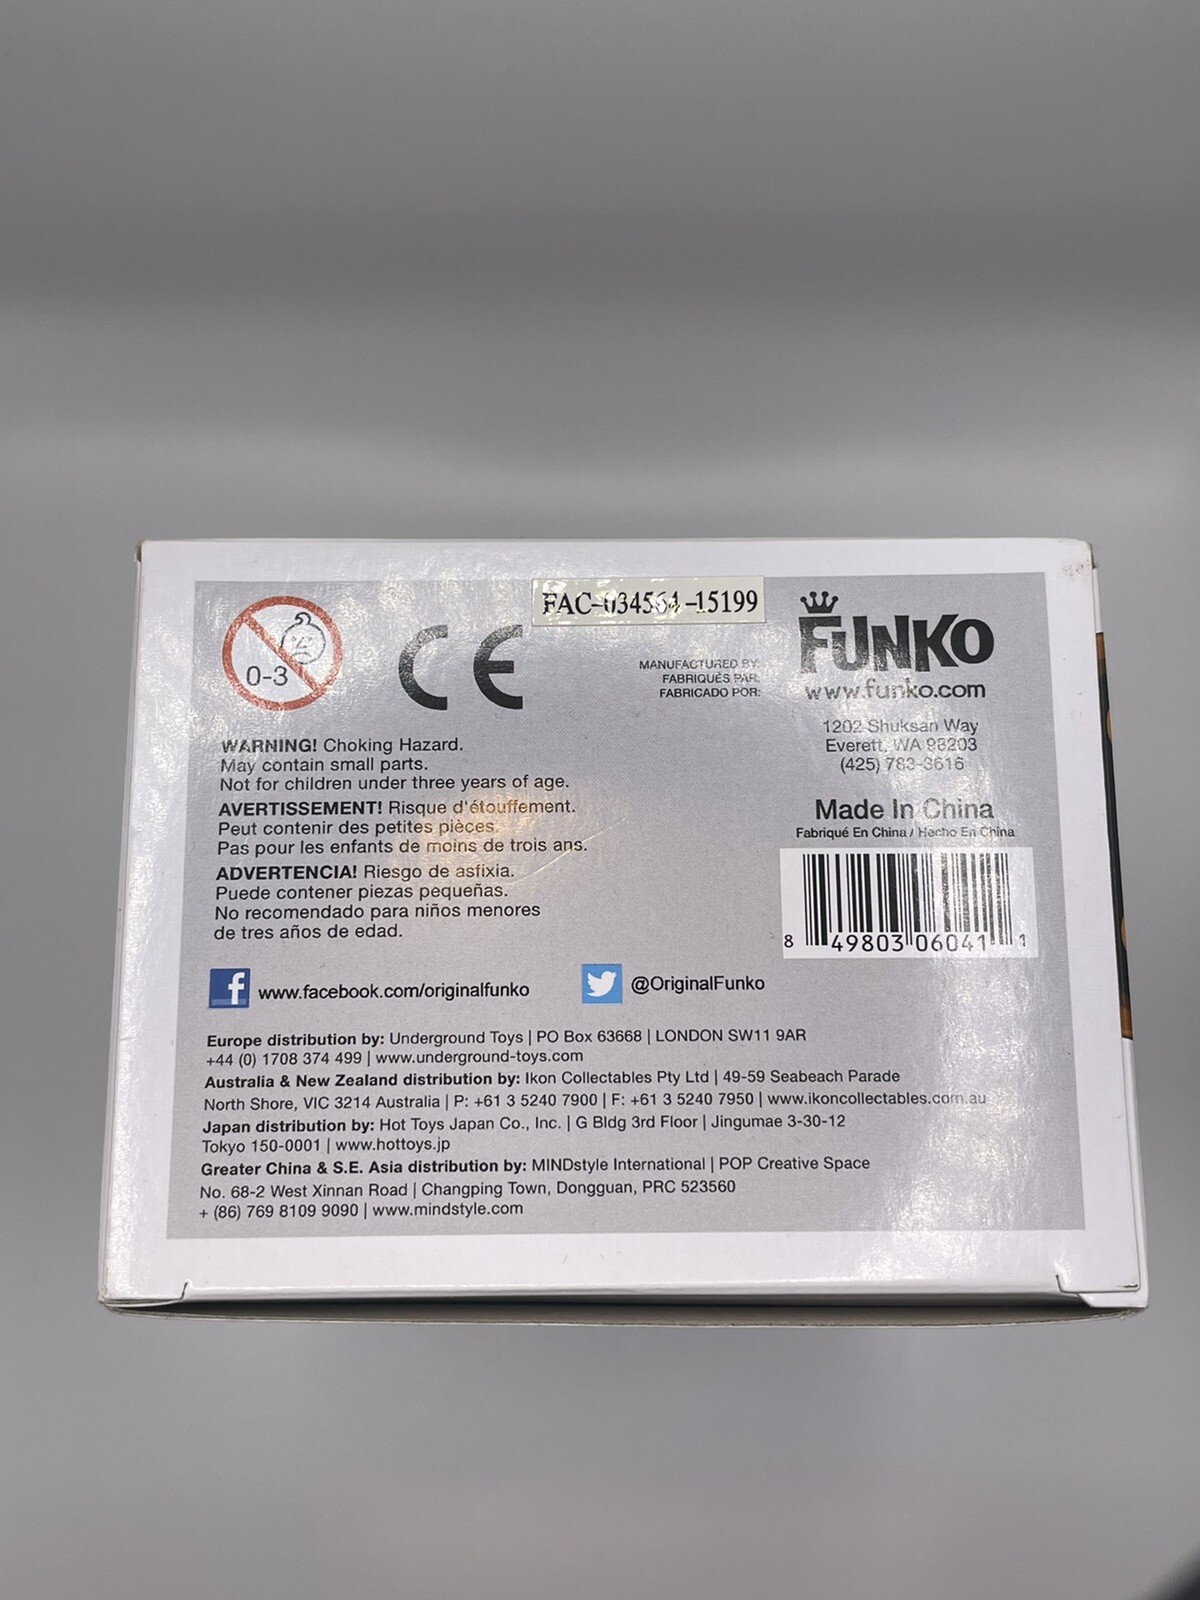 FAC-034564-15199
0-3
CE
MANUFACTURED BY:
FABRIQUÉS PAR:
FABRICADO POR:
FUNKO
www.funko.com
1202 Shuksan Way
Everett, WA 98203
(425) 783-3616
WARNING! Choking Hazard.
May contain small parts.
Not for children under three years of age.
AVERTISSEMENT! Risque d'étouffement.
Peut contenir des petites pièces.
Pas pour les enfants de moins de trois ans.
ADVERTENCIA! Riesgo de asfixia.
Puede contener piezas pequeñas.
No recomendado para niños menores
de tres años de edad.
Made In China
Fabriqué En China / Hecho En China
8 49803 06041 1
www.facebook.com/originalfunko
@OriginalFunko
Europe distribution by: Underground Toys | PO Box 63668 | LONDON SW11 9AR
+44 (0) 1708 374 499 | www.underground-toys.com
Australia & New Zealand distribution by: Ikon Collectables Pty Ltd | 49-59 Seabeach Parade
North Shore, VIC 3214 Australia | P: +61 3 5240 7900 | F: +61 3 5240 7950 | www.ikoncollectables.com.au
Japan distribution by: Hot Toys Japan Co., Inc. | G Bldg 3rd Floor | Jingumae 3-30-12
Tokyo 150-0001 | www.hottoys.jp
Greater China & S.E. Asia distribution by: MINDstyle International | POP Creative Space
No. 68-2 West Xinnan Road | Changping Town, Dongguan, PRC 523560
+ (86) 769 8109 9090 | www.mindstyle.com